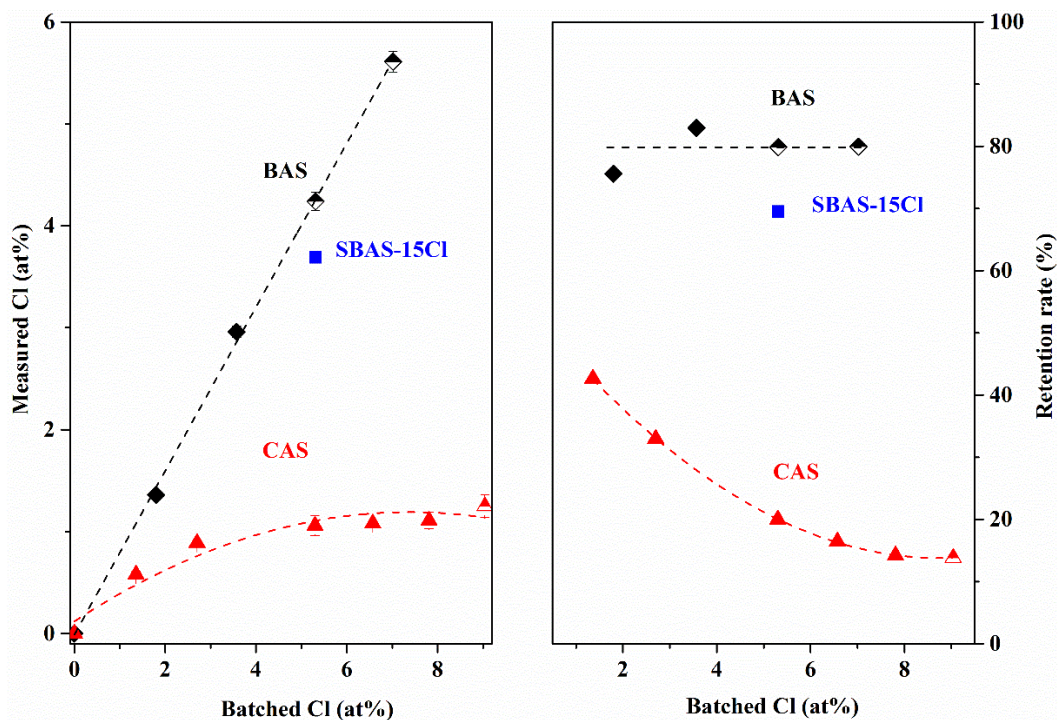 6
4
2
0
Measured Cl (at%)
BAS
SBAS-15Cl
CAS
0
2
4
6
8
Batched Cl (at%)
BAS
SBAS-15Cl
CAS
2
4
6
8
Batched Cl (at%)
100
80
60
40
20
0
Retention rate (%)